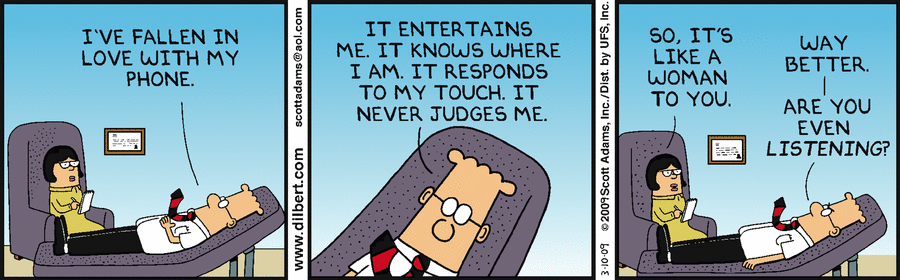 I'VE FALLEN IN
LOVE WITH MY
PHONE.
www.dilbert.com
scottadams@aol.com
IT ENTERTAINS
ME. IT KNOWS WHERE
I AM. IT RESPONDS
TO MY TOUCH. IT
NEVER JUDGES ME.
3-10-09 ©2009 Scott Adams, Inc./Dist. by UFS, Inc.
SO, IT'S
LIKE A
WOMAN
TO YOU.
WAY
BETTER.
ARE YOU
EVEN
LISTENING?